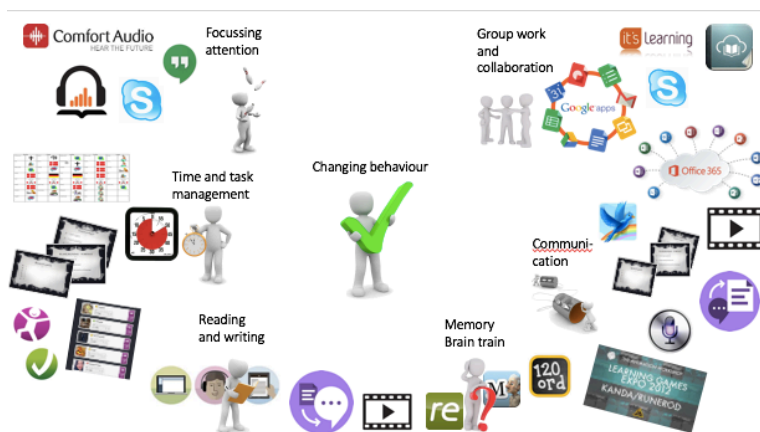 Comfort Audio
HEAR THE FUTURE
Focussing
attention
Group work
and
collaboration
it's Learning
31
Google apps
Office 365
Time and task
management
Changing behaviour
Communi-
cation
Reading
and writing
Memory
Brain train
re
M
120
ord
LEARNING GAMES
EXPO 2015
KANDA/RUNEROD